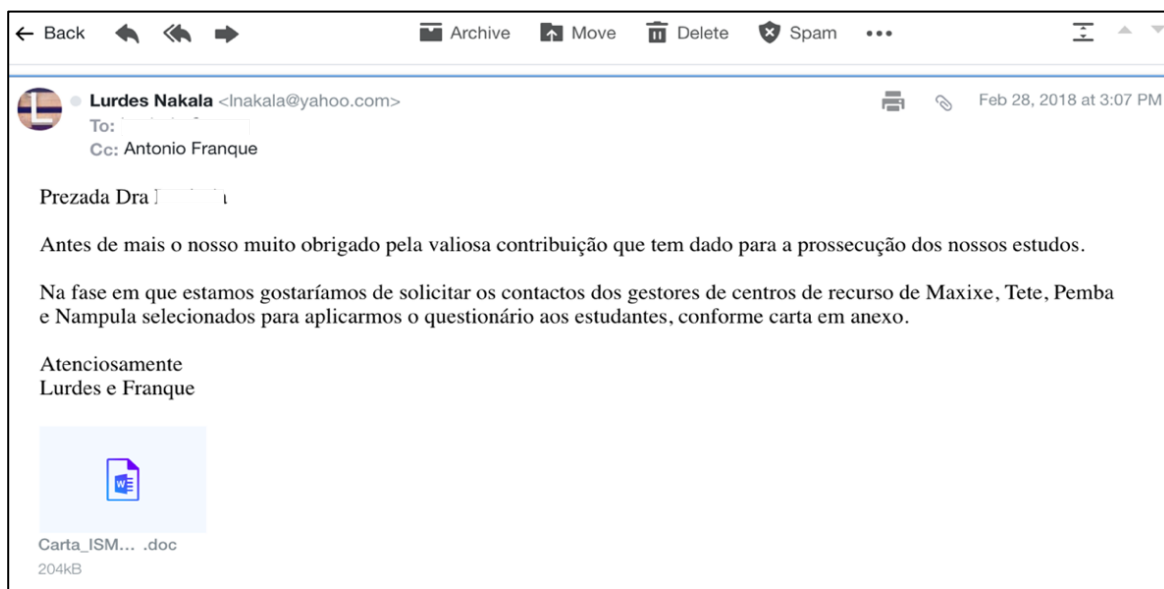 Back
Archive
Move
Delete
Spam
L
Lurdes Nakala <lnakala@yahoo.com>
Feb 28, 2018 at 3:07 PM
To:
Cc: Antonio Franque
Prezada Dra
Antes de mais o nosso muito obrigado pela valiosa contribuição que tem dado para a prossecução dos nossos estudos.
Na fase em que estamos gostaríamos de solicitar os contactos dos gestores de centros de recurso de Maxixe, Tete, Pemba
e Nampula selecionados para aplicarmos o questionário aos estudantes, conforme carta em anexo.
Atenciosamente
Lurdes e Franque
W
Carta_ISM... .doc
204kB